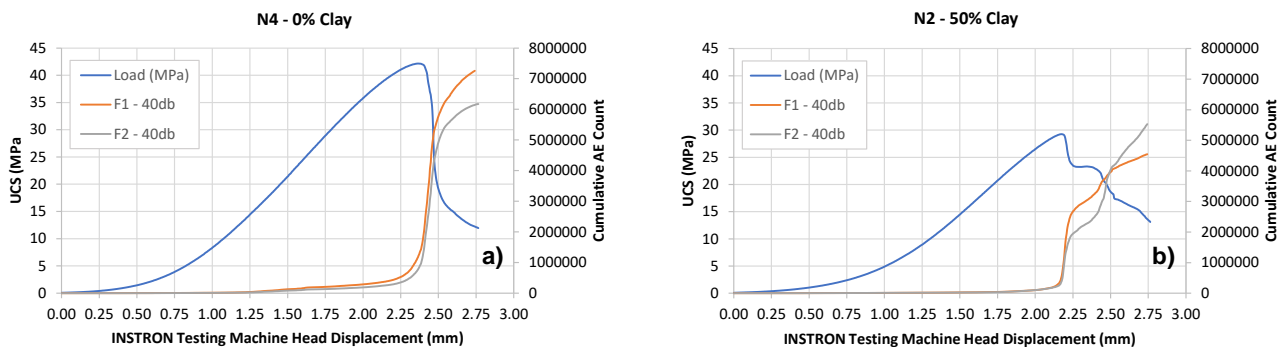 N4 - 0% Clay
45
40
35
30
25
20
15
10
5
0
UCS (MPa
Load (MPa)
F1 - 40db
F2 - 40db
8000000
7000000
6000000
5000000
4000000
3000000
2000000
1000000
0
Cumulative AE Count
a)
0.00 0.25 0.50 0.75 1.00 1.25 1.50 1.75 2.00 2.25 2.50 2.75 3.00
INSTRON Testing Machine Head Displacement (mm)
N2 - 50% Clay
45
40
35
30
25
20
15
10
5
0
UCS (MPa)
Load (MPa)
F1 - 40db
F2 - 40db
8000000
7000000
6000000
5000000
4000000
3000000
2000000
1000000
0
Cumulative AE Count
b)
0.00 0.25 0.50 0.75 1.00 1.25 1.50 1.75 2.00 2.25 2.50 2.75 3.00
INSTRON Testing Machine Head Displacement (mm)